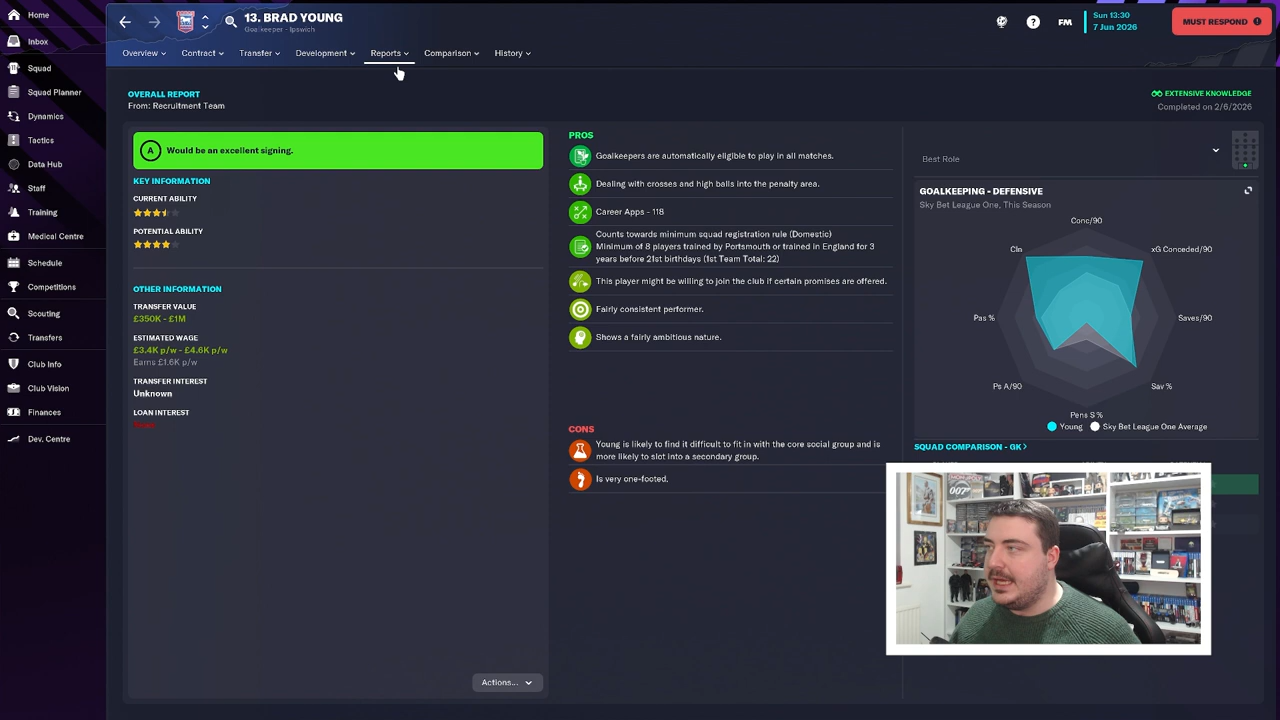 Home
Inbox
Squad
Squad Planner
Dynamics
Tactics
Data Hub
Staff
Training
Medical Centre
Schedule
Competitions
Scouting
Transfers
Club Info
Club Vision
Finances
Dev. Centre
13. BRAD YOUNG
Goalkeeper - Ipswich
FM
Sun 13:30
7 Jun 2026
MUST RESPOND
Overview
Contract
Transfer
Development
Reports
Comparison
History
OVERALL REPORT
From: Recruitment Team
EXTENSIVE KNOWLEDGE
Completed on 2/6/2026
A Would be an excellent signing.
KEY INFORMATION
CURRENT ABILITY
POTENTIAL ABILITY
OTHER INFORMATION
TRANSFER VALUE
£350K - £1M
ESTIMATED WAGE
£3.4K p/w - £4.6K p/w
Earns £1.6K p/w
TRANSFER INTEREST
Unknown
LOAN INTEREST
Actions...
PROS
Goalkeepers are automatically eligible to play in all matches.
Dealing with crosses and high balls into the penalty area.
Career Apps - 118
Counts towards minimum squad registration rule (Domestic)
Minimum of 8 players trained by Portsmouth or trained in England for 3
years before 21st birthdays (1st Team Total: 22)
This player might be willing to join the club if certain promises are offered.
Fairly consistent performer.
Shows a fairly ambitious nature.
CONS
Young is likely to find it difficult to fit in with the core social group and is
more likely to slot into a secondary group.
Is very one-footed.
Best Role
GOALKEEPING - DEFENSIVE
Sky Bet League One, This Season
Conc/90
Cln
xG Conceded/90
Pas %
Saves/90
Ps A/90
Sav %
Pens S %
Young
Sky Bet League One Average
SQUAD COMPARISON - GK
007